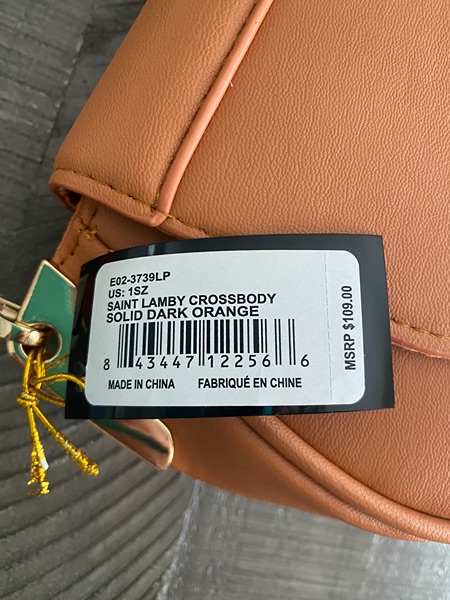 E02-3739LP
US: 1SZ
SAINT LAMBY CROSSBODY
SOLID DARK ORANGE
8 43447 12256 6
MADE IN CHINA FABRIQUÉ EN CHINE
MSRP $109.00